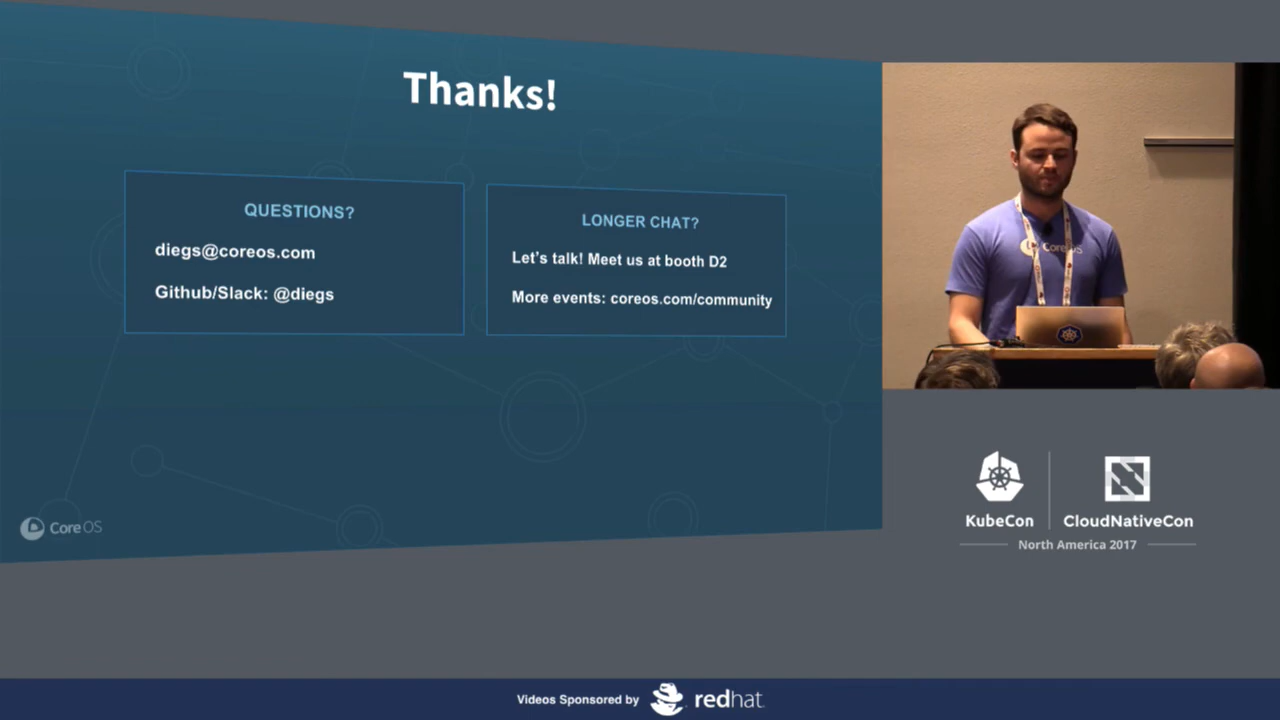 Thanks!
QUESTIONS?
diegs@coreos.com
Github/Slack: @diegs
LONGER CHAT?
Let's talk! Meet us at booth D2
More events: coreos.com/community
CoreOS
CoreOS
KubeCon
CloudNativeCon
North America 2017
Videos Sponsored by
redhat